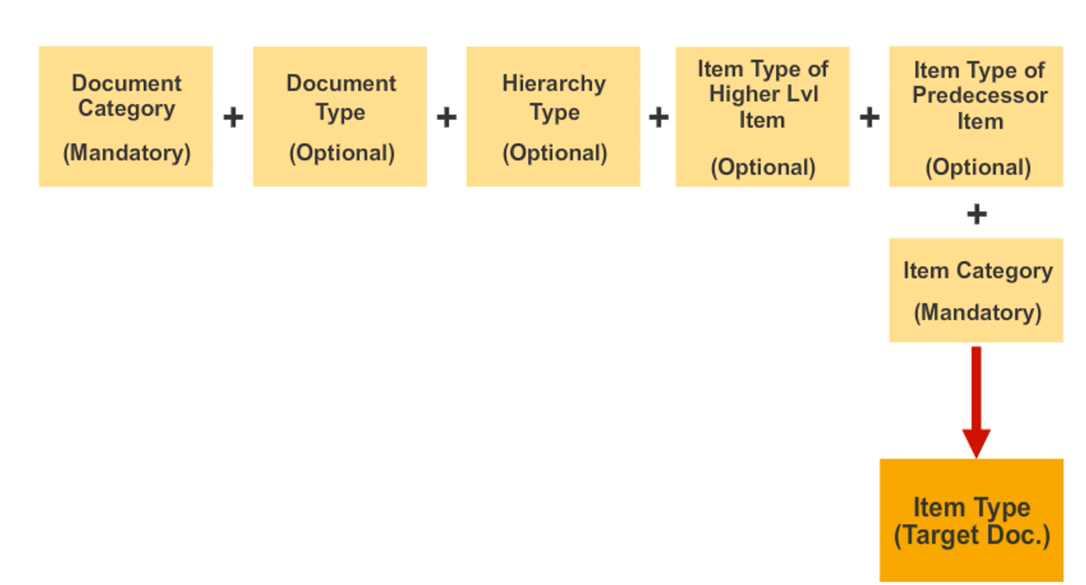 Document
Category
(Mandatory)
+
Document
Type
(Optional)
+
Hierarchy
Type
(Optional)
+
Item Type of
Higher Lvl
Item
(Optional)
+
Item Type of
Predecessor
Item
(Optional)
+
Item Category
(Mandatory)
Item Type
(Target Doc.)